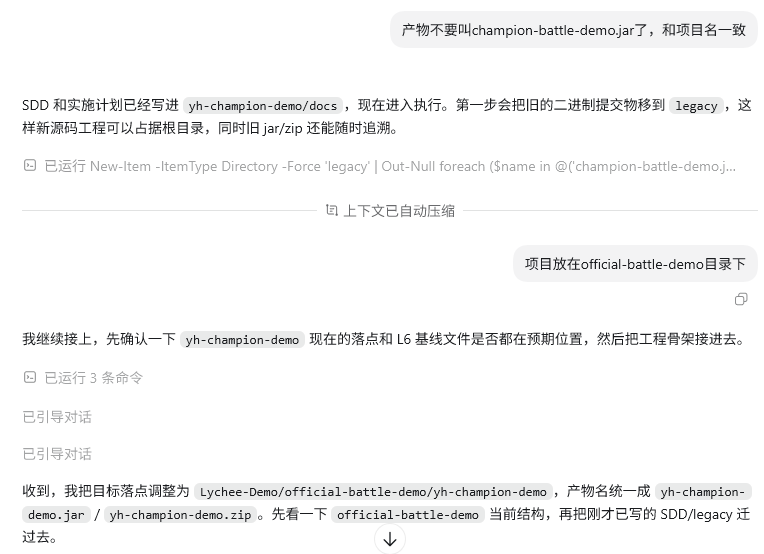 产物不要叫champion-battle-demo.jar了，和项目名一致
SDD 和实施计划已经写进 yh-champion-demo/docs，现在进入执行。第一步会把旧的二进制提交物移到 legacy，这
样新源码工程可以占据根目录，同时旧 jar/zip 还能随时追溯。
已运行 New-Item -ItemType Directory -Force 'legacy' | Out-Null foreach ($name in @('champion-battle-demo.j...
上下文已自动压缩
项目放在official-battle-demo目录下
我继续接上，先确认一下 yh-champion-demo 现在的落点和 L6 基线文件是否都在预期位置，然后把工程骨架接进去。
已运行 3 条命令
已引导对话
已引导对话
收到，我把目标落点调整为 Lychee-Demo/official-battle-demo/yh-champion-demo，产物名统一成 yh-champion-
demo.jar / yh-champion-demo.zip。先看一下 official-battle-demo 当前结构，再把刚才已写的 SDD/legacy 迁
过去。